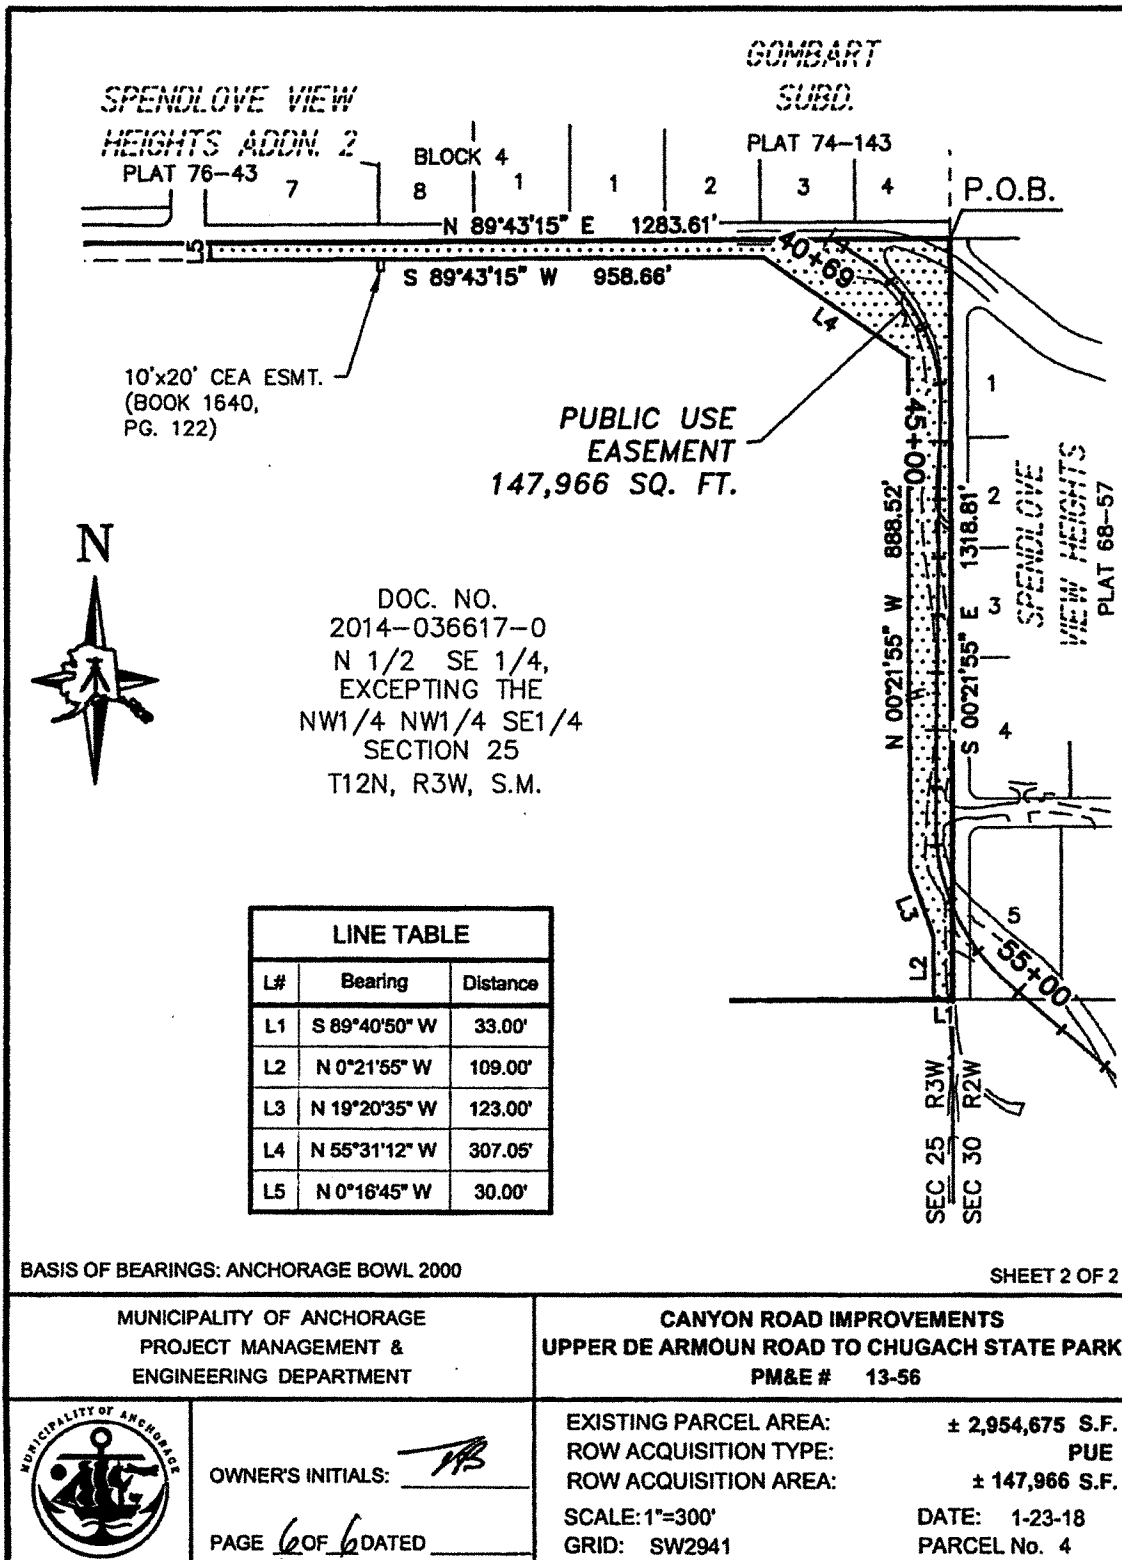 GOMBART
SUBD.
PLAT 74-143
SPENDLOVE VIEW
HEIGHTS ADDN. 2
PLAT 76-43
BLOCK 4
7
8
1
1
2
3
4
P.O.B.
N 89°43'15" E 1283.61'
L5
S 89°43'15" W 958.66'
40+69
L4
10'x20' CEA ESMT.
(BOOK 1640,
PG. 122)
PUBLIC USE
EASEMENT
147,966 SQ. FT.
45+00
N 00°21'55" W 888.52'
S 00°21'55" E 1318.81'
1
2
3
4
5
SPENDLOVE
VIEW HEIGHTS
PLAT 68-57
N
DOC. NO.
2014-036617-0
N 1/2 SE 1/4,
EXCEPTING THE
NW1/4 NW1/4 SE1/4
SECTION 25
T12N, R3W, S.M.
L3
L2
L1
55+00
SEC 25 R3W
SEC 30 R2W
LINE TABLE
L# Bearing Distance
L1 S 89°40'50" W 33.00'
L2 N 0°21'55" W 109.00'
L3 N 19°20'35" W 123.00'
L4 N 55°31'12" W 307.05'
L5 N 0°16'45" W 30.00'
BASIS OF BEARINGS: ANCHORAGE BOWL 2000
SHEET 2 OF 2
MUNICIPALITY OF ANCHORAGE
PROJECT MANAGEMENT &
ENGINEERING DEPARTMENT
CANYON ROAD IMPROVEMENTS
UPPER DE ARMOUN ROAD TO CHUGACH STATE PARK
PM&E # 13-56
MUNICIPALITY OF ANCHORAGE
OWNER'S INITIALS:
PAGE 6 OF 6 DATED
EXISTING PARCEL AREA: ± 2,954,675 S.F.
ROW ACQUISITION TYPE: PUE
ROW ACQUISITION AREA: ± 147,966 S.F.
SCALE: 1"=300' DATE: 1-23-18
GRID: SW2941 PARCEL No. 4